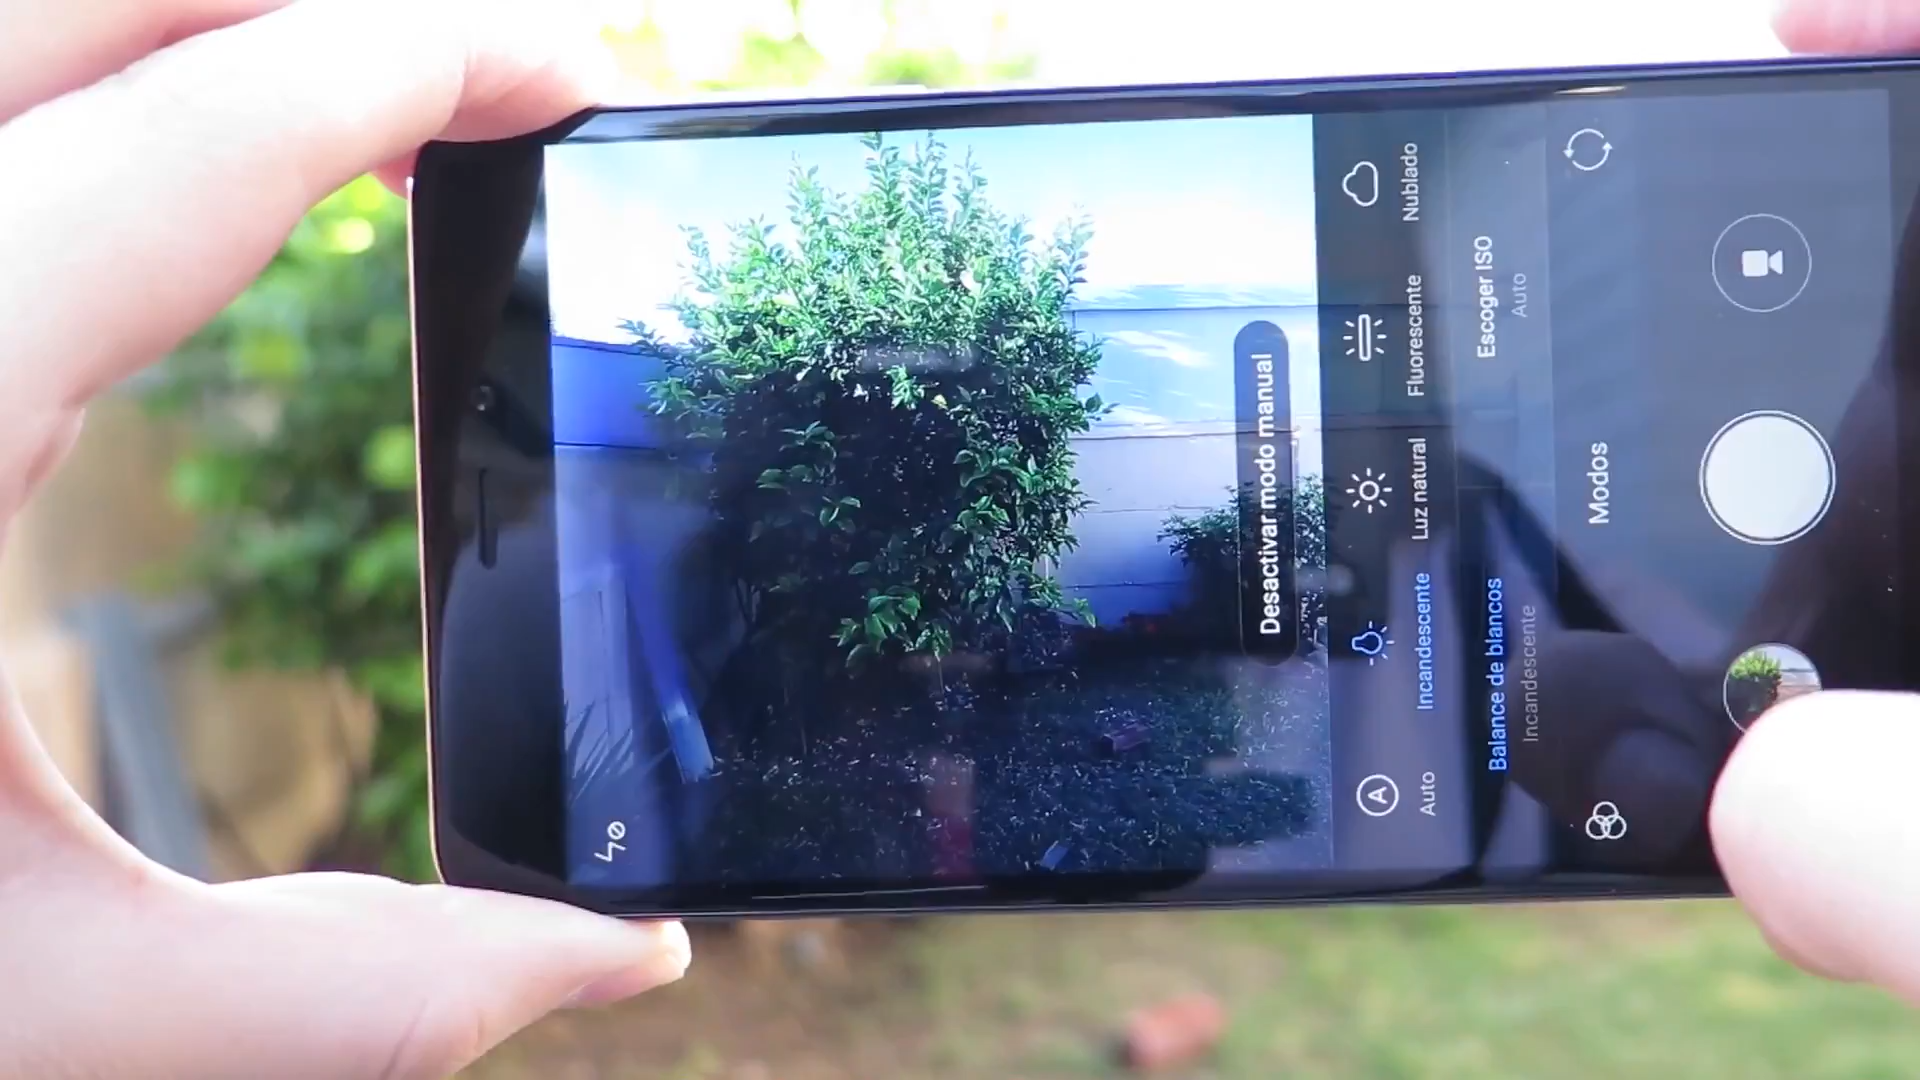 Desactivar modo manual
Auto
Incandescente
Luz natural
Fluorescente
Nublado
Balance de blancos
Incandescente
Escoger ISO
Auto
Modos